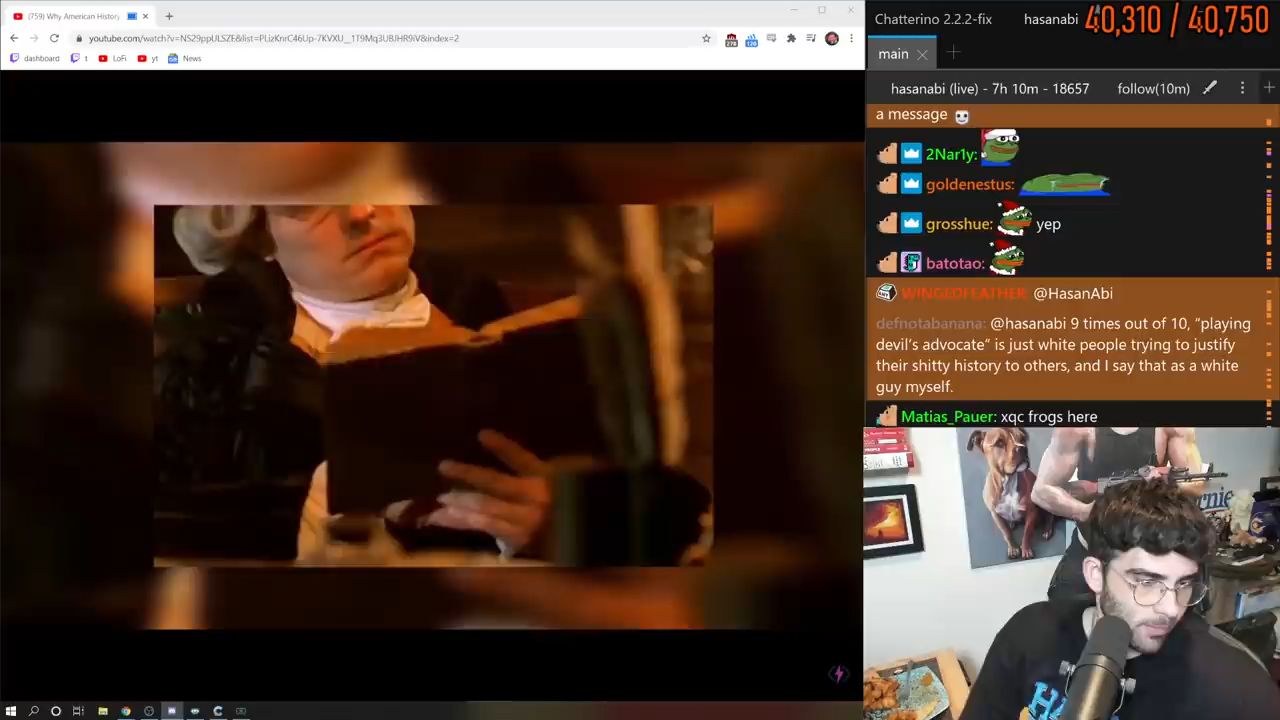 (759) Why American History
youtube.com/watch?v=NS29ppULSZE&list=PLizKnrC46Up-7KVXU__1T9Mq3U8JHR9iV&index=2
dashboard
t
LoFi
yt
News
Chatterino 2.2.2-fix
hasanabi
40,310 / 40,750
main
hasanabi (live) - 7h 10m - 18657
follow(10m)
a message
2Nar1y:
goldenestus:
grosshue: yep
batotao:
WINGEDFEATHER: @HasanAbi
defnotabanana: @hasanabi 9 times out of 10, “playing
devil’s advocate” is just white people trying to justify
their shitty history to others, and I say that as a white
guy myself.
Matias_Pauer: xqc frogs here